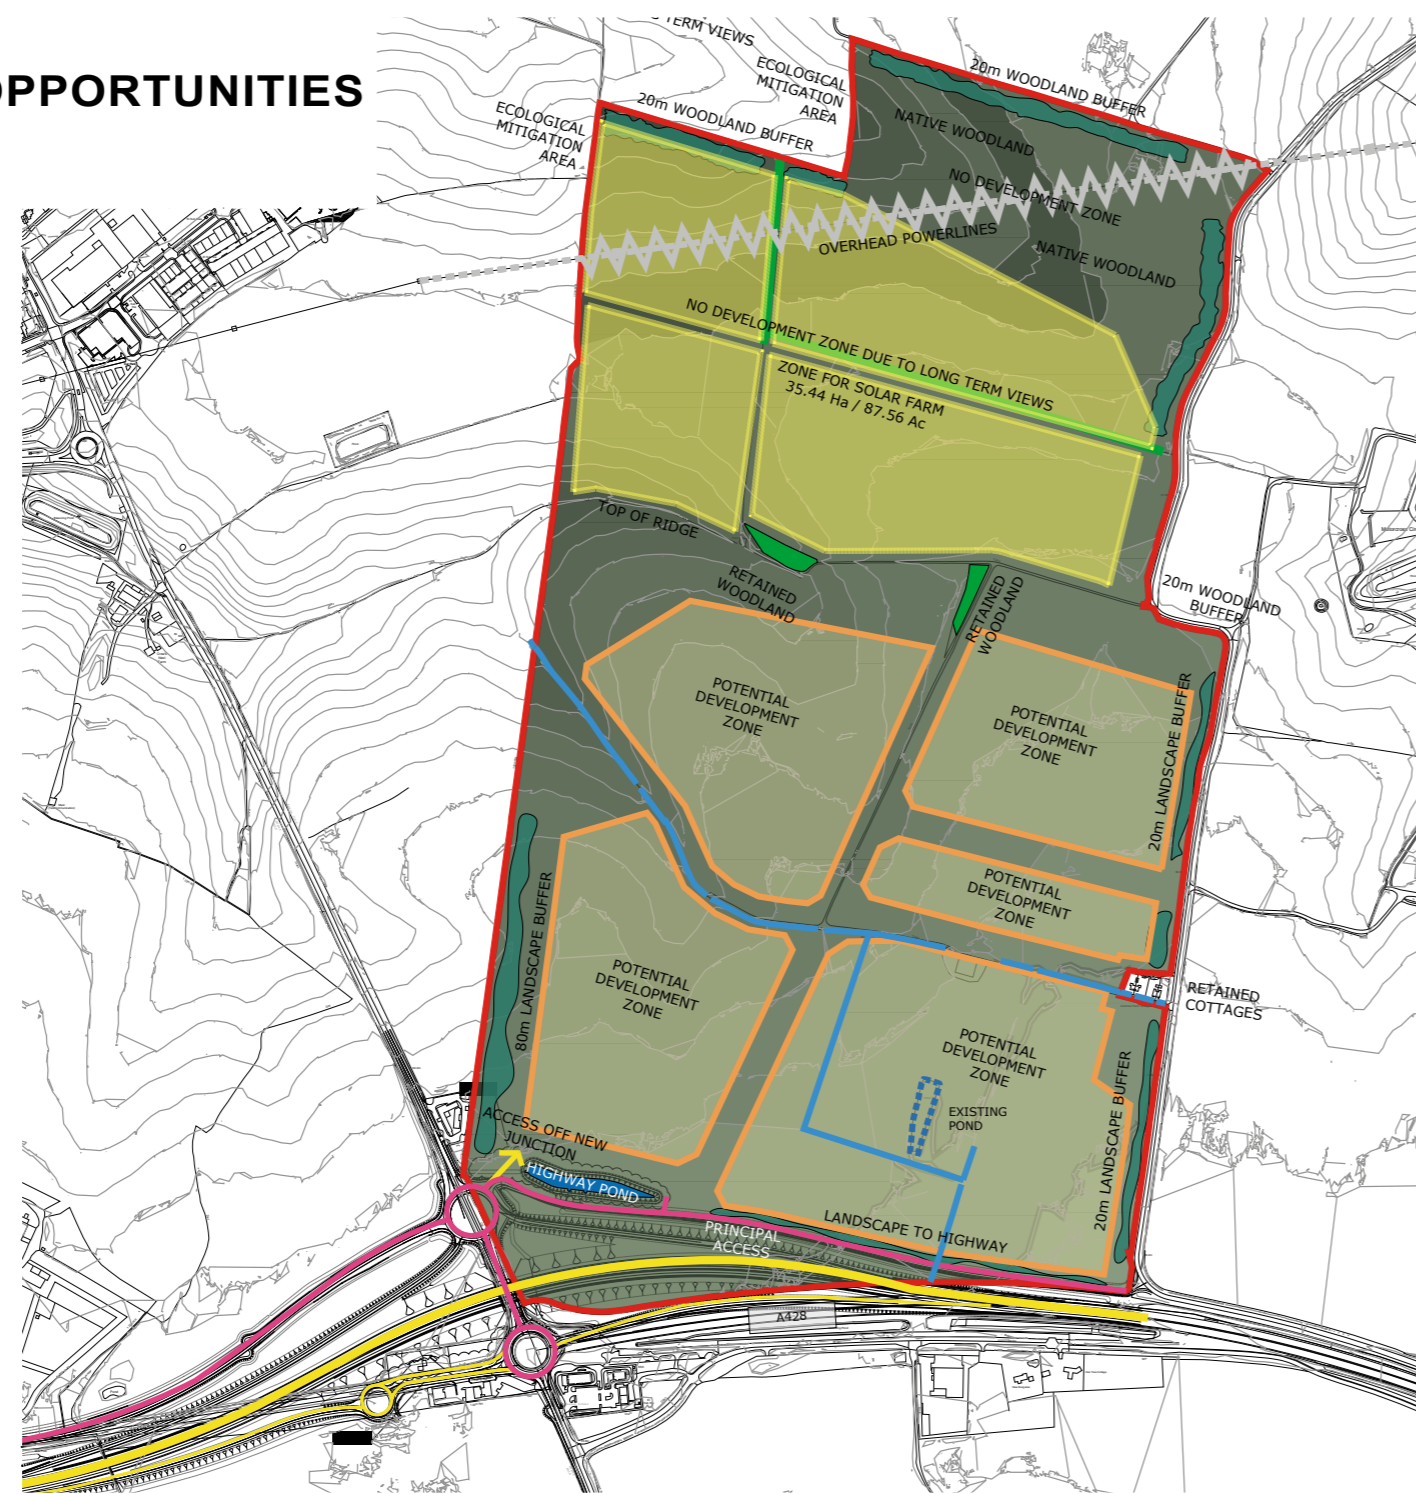 OPPORTUNITIES
TERM VIEWS
ECOLOGICAL
MITIGATION
AREA
20m WOODLAND BUFFER
ECOLOGICAL
MITIGATION
AREA
20m WOODLAND BUFFER
NATIVE WOODLAND
NO DEVELOPMENT ZONE
OVERHEAD POWERLINES
NATIVE WOODLAND
NO DEVELOPMENT ZONE DUE TO LONG TERM VIEWS
ZONE FOR SOLAR FARM
35.44 Ha / 87.56 Ac
TOP OF RIDGE
RETAINED
WOODLAND
RETAINED
WOODLAND
20m WOODLAND
BUFFER
POTENTIAL
DEVELOPMENT
ZONE
POTENTIAL
DEVELOPMENT
ZONE
20m LANDSCAPE BUFFER
POTENTIAL
DEVELOPMENT
ZONE
80m LANDSCAPE BUFFER
POTENTIAL
DEVELOPMENT
ZONE
RETAINED
COTTAGES
POTENTIAL
DEVELOPMENT
ZONE
EXISTING
POND
20m LANDSCAPE BUFFER
ACCESS OFF NEW
JUNCTION
HIGHWAY POND
PRINCIPAL
ACCESS
LANDSCAPE TO HIGHWAY
A428